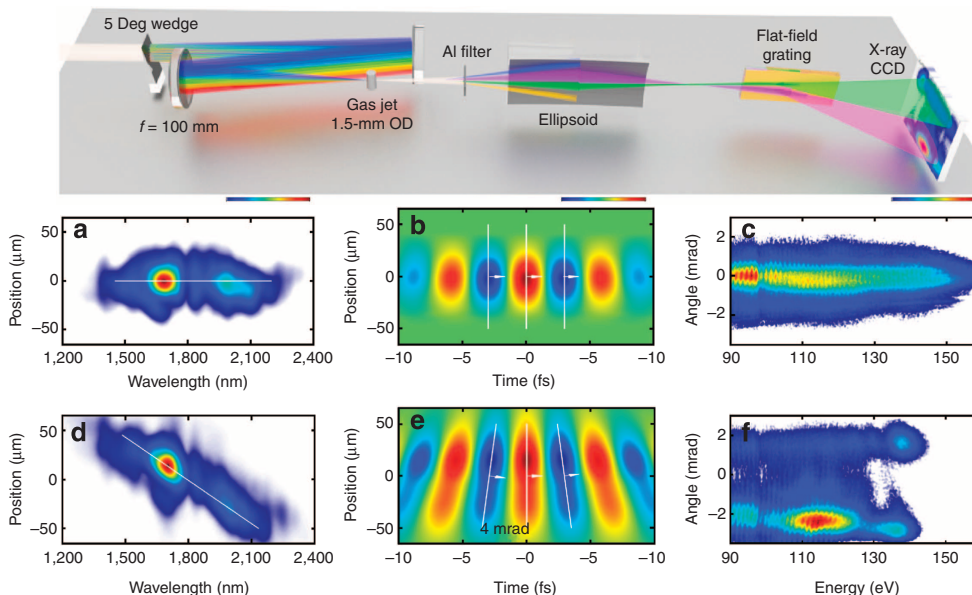 5 Deg wedge
f = 100 mm
Gas jet
1.5-mm OD
Al filter
Ellipsoid
Flat-field
grating
X-ray
CCD
a
Position (μm)
50
0
–50
1,200 1,500 1,800 2,100 2,400
Wavelength (nm)
b
Position (μm)
50
0
–50
–10 –5 –0 –5 –10
Time (fs)
c
Angle (mrad)
2
0
–2
90 110 130 150
d
Position (μm)
50
0
–50
1,200 1,500 1,800 2,100 2,400
Wavelength (nm)
e
Position (μm)
50
0
–50
4 mrad
–10 –5 –0 –5 –10
Time (fs)
f
Angle (mrad)
2
0
–2
90 110 130 150
Energy (eV)